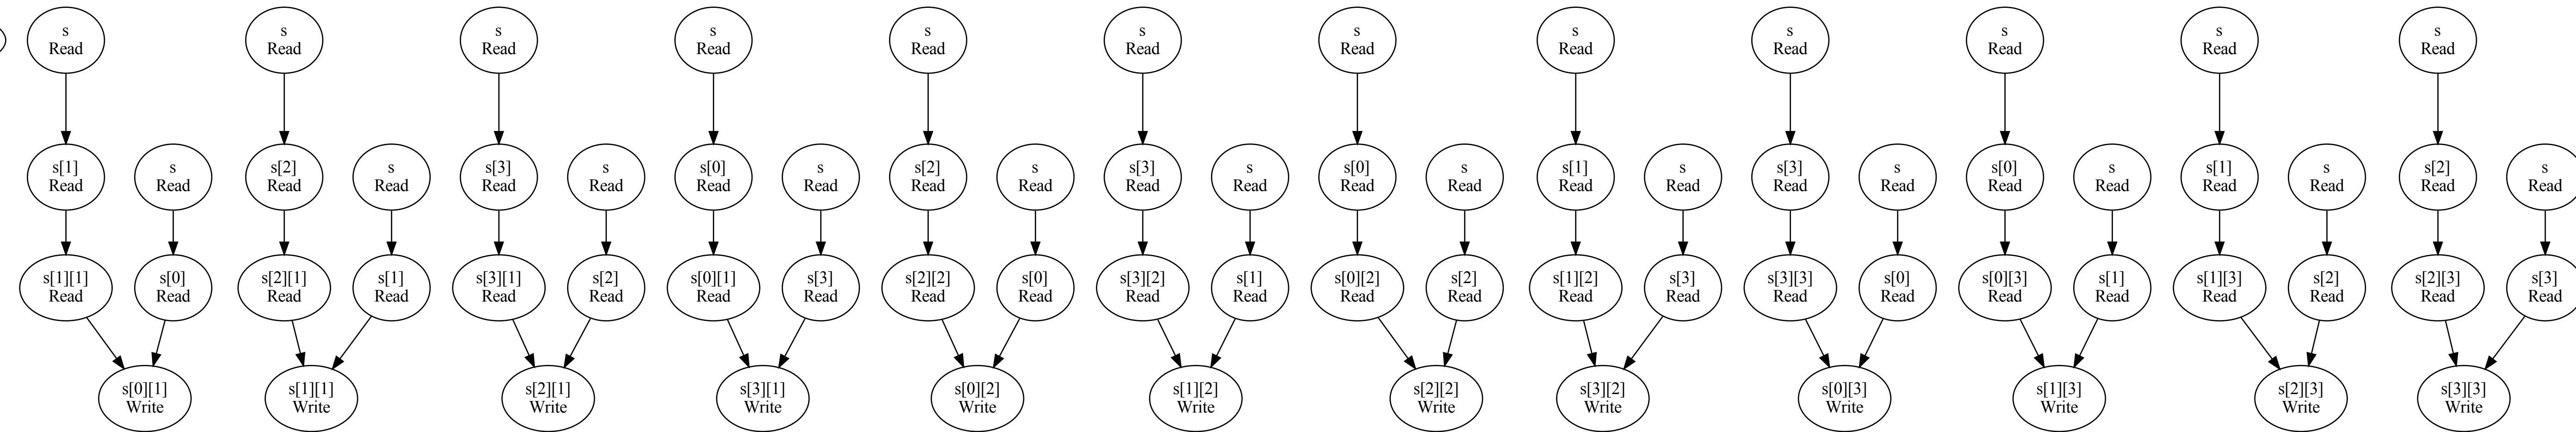 s
Read
s
Read
s
Read
s
Read
s
Read
s
Read
s
Read
s
Read
s
Read
s
Read
s
Read
s
Read
s[1]
Read
s
Read
s[2]
Read
s
Read
s[3]
Read
s
Read
s[0]
Read
s
Read
s[2]
Read
s
Read
s[3]
Read
s
Read
s[0]
Read
s
Read
s[1]
Read
s
Read
s[3]
Read
s
Read
s[0]
Read
s
Read
s[1]
Read
s
Read
s[2]
Read
s
Read
s[1][1]
Read
s[0]
Read
s[2][1]
Read
s[1]
Read
s[3][1]
Read
s[2]
Read
s[0][1]
Read
s[3]
Read
s[2][2]
Read
s[0]
Read
s[3][2]
Read
s[1]
Read
s[0][2]
Read
s[2]
Read
s[1][2]
Read
s[3]
Read
s[3][3]
Read
s[0]
Read
s[0][3]
Read
s[1]
Read
s[1][3]
Read
s[2]
Read
s[2][3]
Read
s[3]
Read
s[0][1]
Write
s[1][1]
Write
s[2][1]
Write
s[3][1]
Write
s[0][2]
Write
s[1][2]
Write
s[2][2]
Write
s[3][2]
Write
s[0][3]
Write
s[1][3]
Write
s[2][3]
Write
s[3][3]
Write